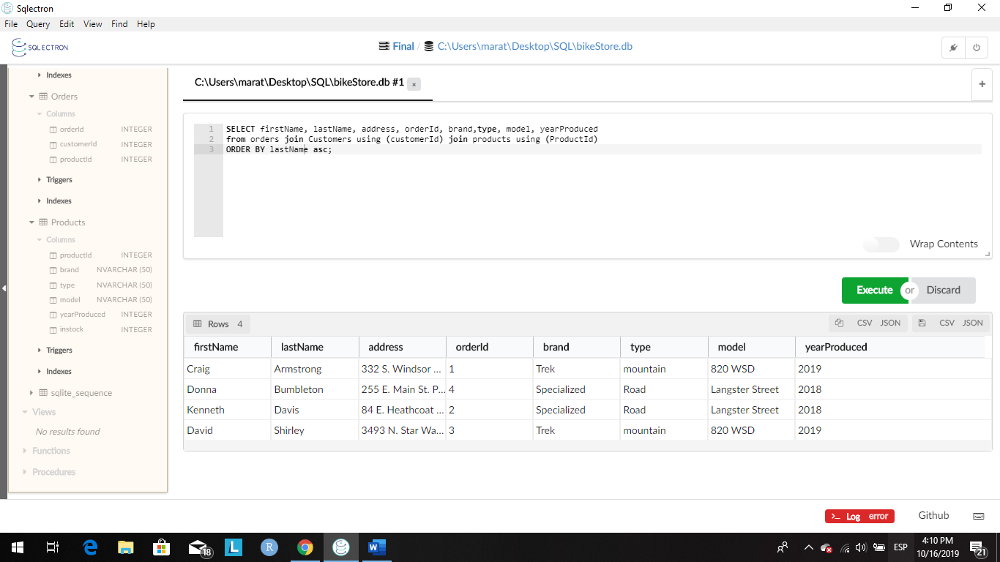 Sqlectron
File Query Edit View Find Help
SQLECTRON
Final / C:\Users\marat\Desktop\SQL\bikeStore.db
Indexes
Orders
Columns
orderId INTEGER
customerId INTEGER
productId INTEGER
Triggers
Indexes
Products
Columns
productId INTEGER
brand NVARCHAR (50)
type NVARCHAR (50)
model NVARCHAR (50)
yearProduced INTEGER
instock INTEGER
Triggers
Indexes
sqlite_sequence
Views
No results found
Functions
Procedures
C:\Users\marat\Desktop\SQL\bikeStore.db #1 ×
+
1 SELECT firstName, lastName, address, orderId, brand,type, model, yearProduced
2 from orders join Customers using (customerId) join products using (ProductId)
3 ORDER BY lastName asc;
Wrap Contents
Execute or Discard
Rows 4 CSV JSON CSV JSON
firstName lastName address orderId brand type model yearProduced
Craig Armstrong 332 S. Windsor ... 1 Trek mountain 820 WSD 2019
Donna Bumbleton 255 E. Main St. P... 4 Specialized Road Langster Street 2018
Kenneth Davis 84 E. Heathcoat ... 2 Specialized Road Langster Street 2018
David Shirley 3493 N. Star Wa... 3 Trek mountain 820 WSD 2019
>_ Log error Github
18 L R W ESP 4:10 PM
10/16/2019 21